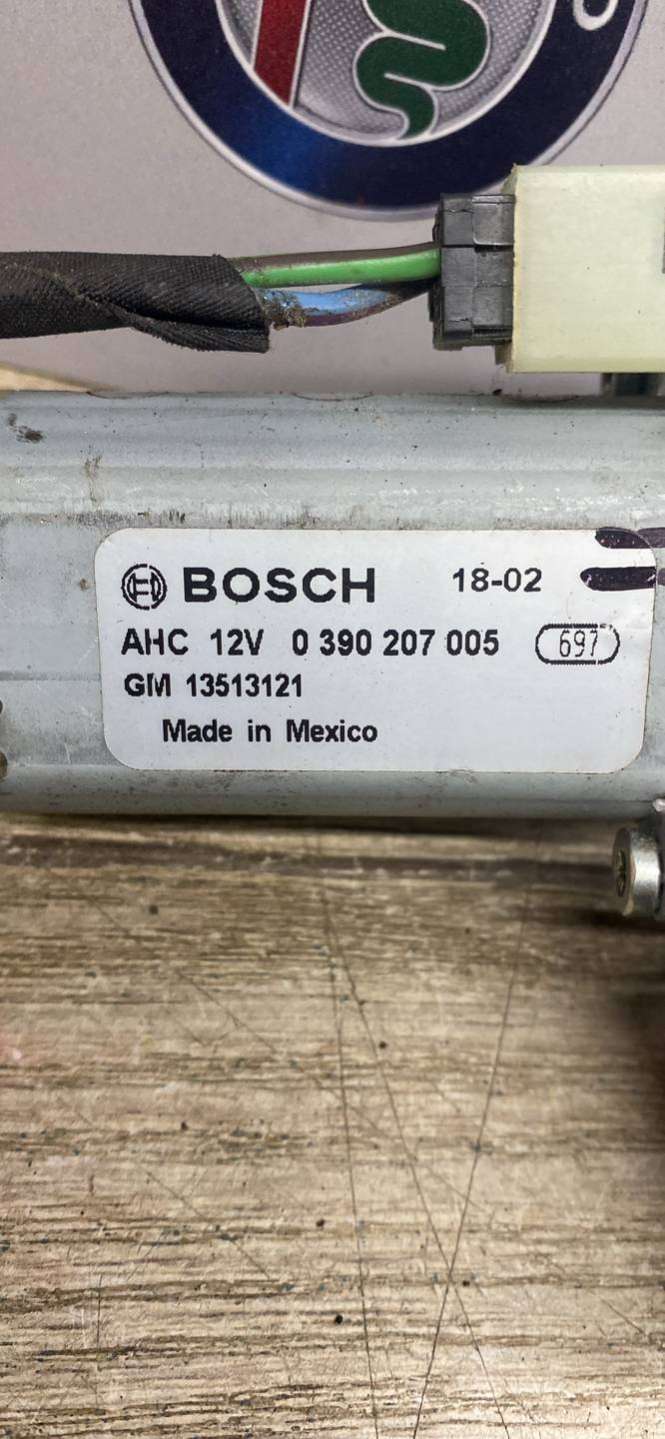 BOSCH 18-02
AHC 12V 0 390 207 005 697
GM 13513121
Made in Mexico